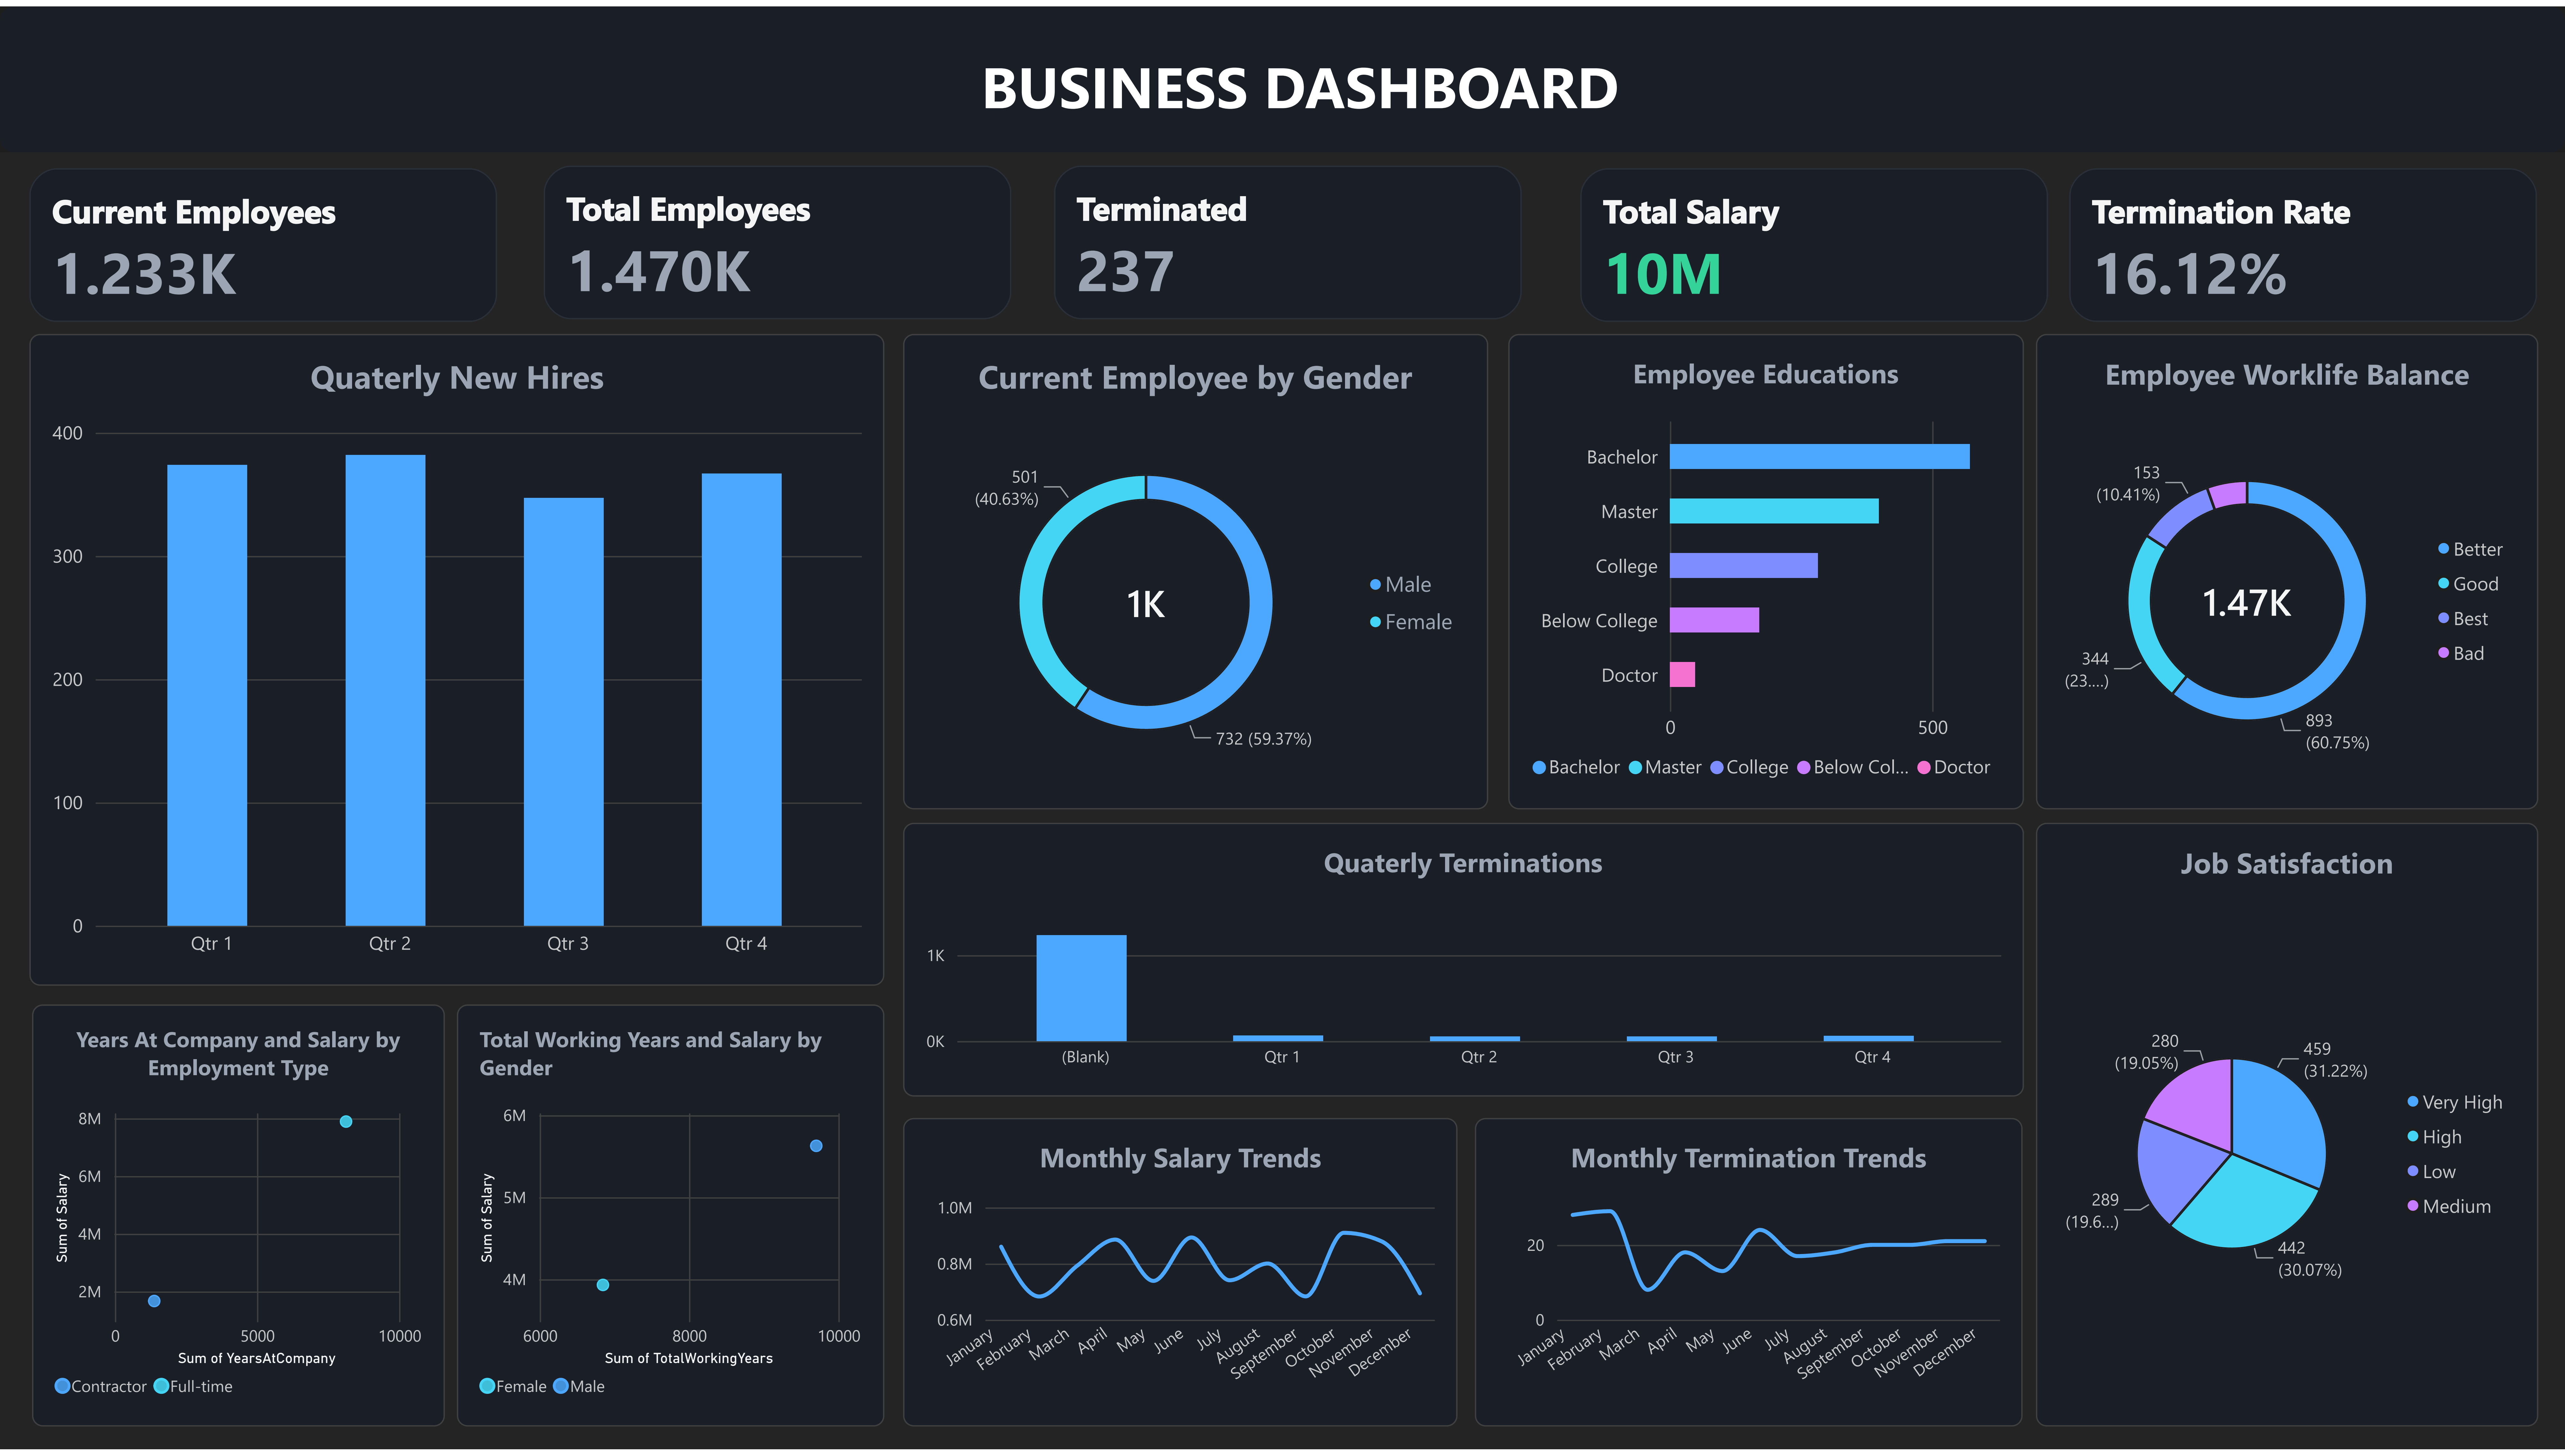 BUSINESS DASHBOARD
Current Employees
1.233K
Total Employees
1.470K
Terminated
237
Total Salary
10M
Termination Rate
16.12%
Quaterly New Hires
400
300
200
100
0
Qtr 1
Qtr 2
Qtr 3
Qtr 4
Current Employee by Gender
501
(40.63%)
1K
732 (59.37%)
Male
Female
Employee Educations
Bachelor
Master
College
Below College
Doctor
0
500
Bachelor Master College Below Col... Doctor
Employee Worklife Balance
153
(10.41%)
1.47K
344
(23....)
893
(60.75%)
Better
Good
Best
Bad
Quaterly Terminations
1K
0K
(Blank)
Qtr 1
Qtr 2
Qtr 3
Qtr 4
Job Satisfaction
280
(19.05%)
459
(31.22%)
289
(19.6...)
442
(30.07%)
Very High
High
Low
Medium
Years At Company and Salary by
Employment Type
8M
6M
4M
2M
Sum of Salary
0
5000
10000
Sum of YearsAtCompany
Contractor Full-time
Total Working Years and Salary by
Gender
6M
5M
4M
Sum of Salary
6000
8000
10000
Sum of TotalWorkingYears
Female Male
Monthly Salary Trends
1.0M
0.8M
0.6M
January
February
March
April
May
June
July
August
September
October
November
December
Monthly Termination Trends
20
0
January
February
March
April
May
June
July
August
September
October
November
December